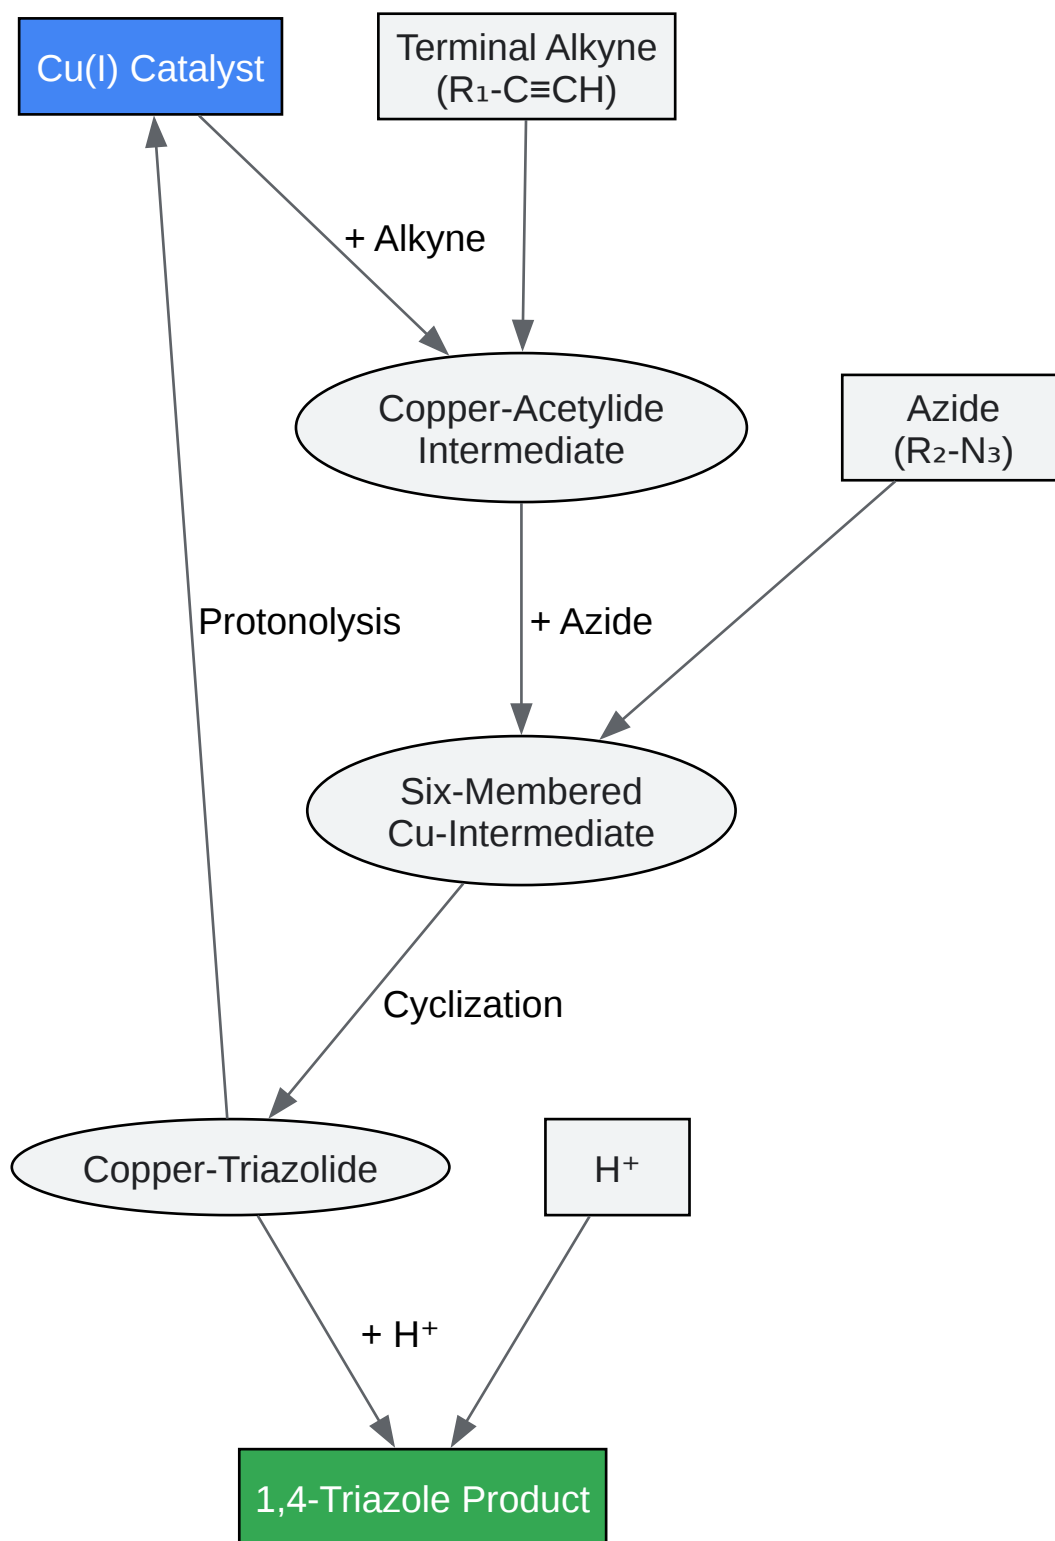 Cu(I) Catalyst
Terminal Alkyne
(R₁-C≡CH)
+ Alkyne
Copper-Acetylide
Intermediate
Azide
(R₂-N₃)
Protonolysis
+ Azide
Six-Membered
Cu-Intermediate
Cyclization
Copper-Triazolide
H⁺
+ H⁺
1,4-Triazole Product